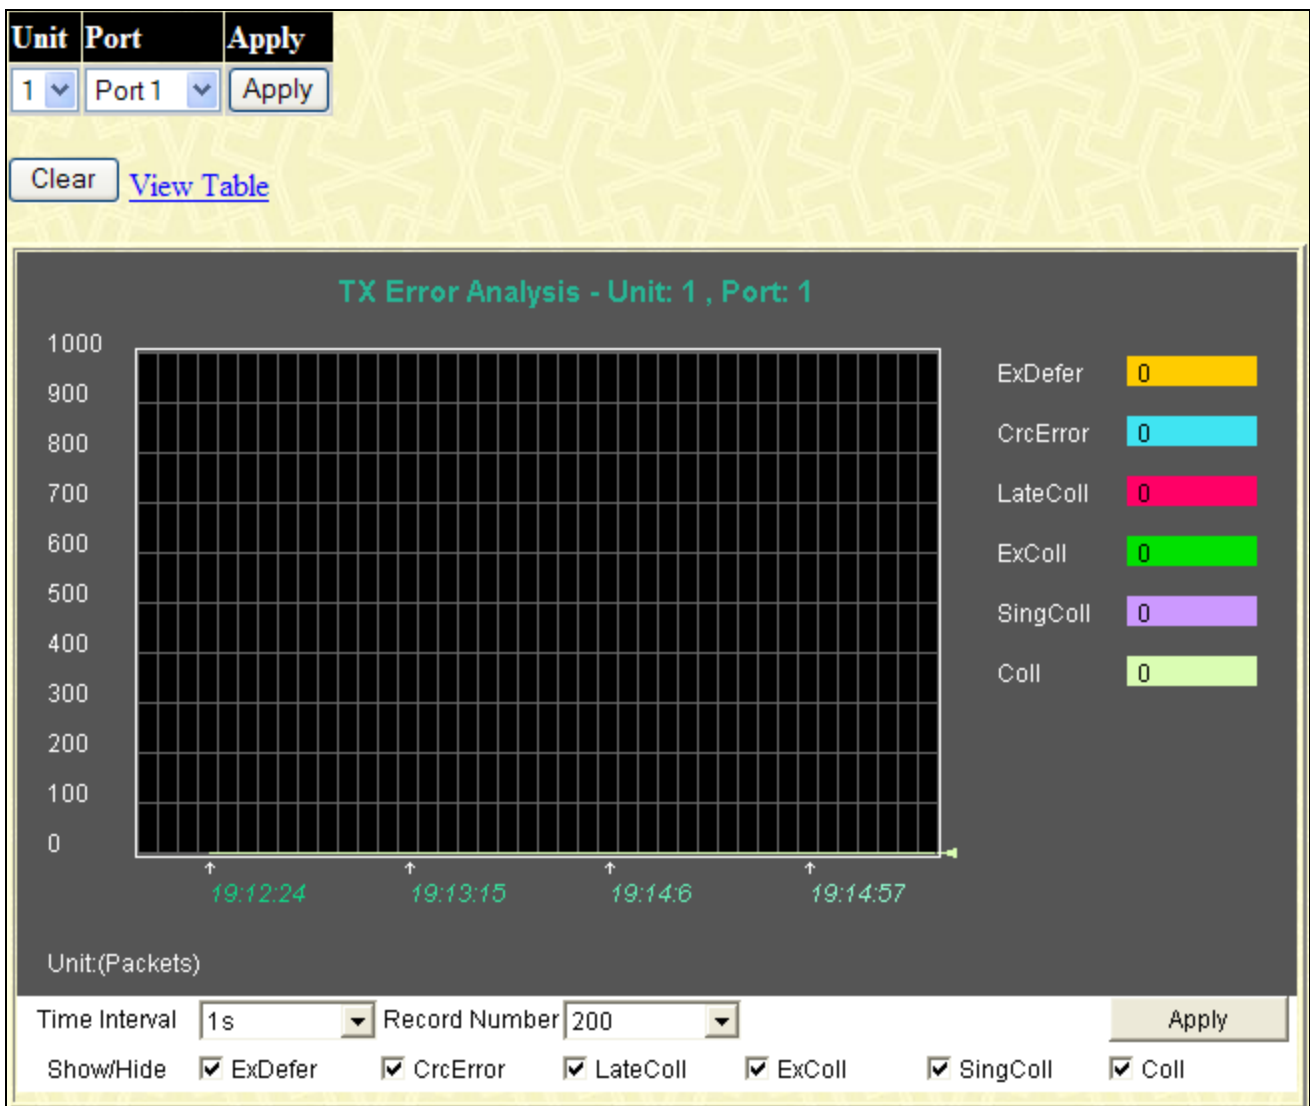 Unit Port Apply
1 Port 1 Apply
Clear View Table
TX Error Analysis - Unit: 1 , Port: 1
1000
900
800
700
600
500
400
300
200
100
0
19:12:24 19:13:15 19:14:6 19:14:57
ExDefer 0
CrcError 0
LateColl 0
ExColl 0
SingColl 0
Coll 0
Unit:(Packets)
Time Interval 1s Record Number 200 Apply
Show/Hide ExDefer CrcError LateColl ExColl SingColl Coll